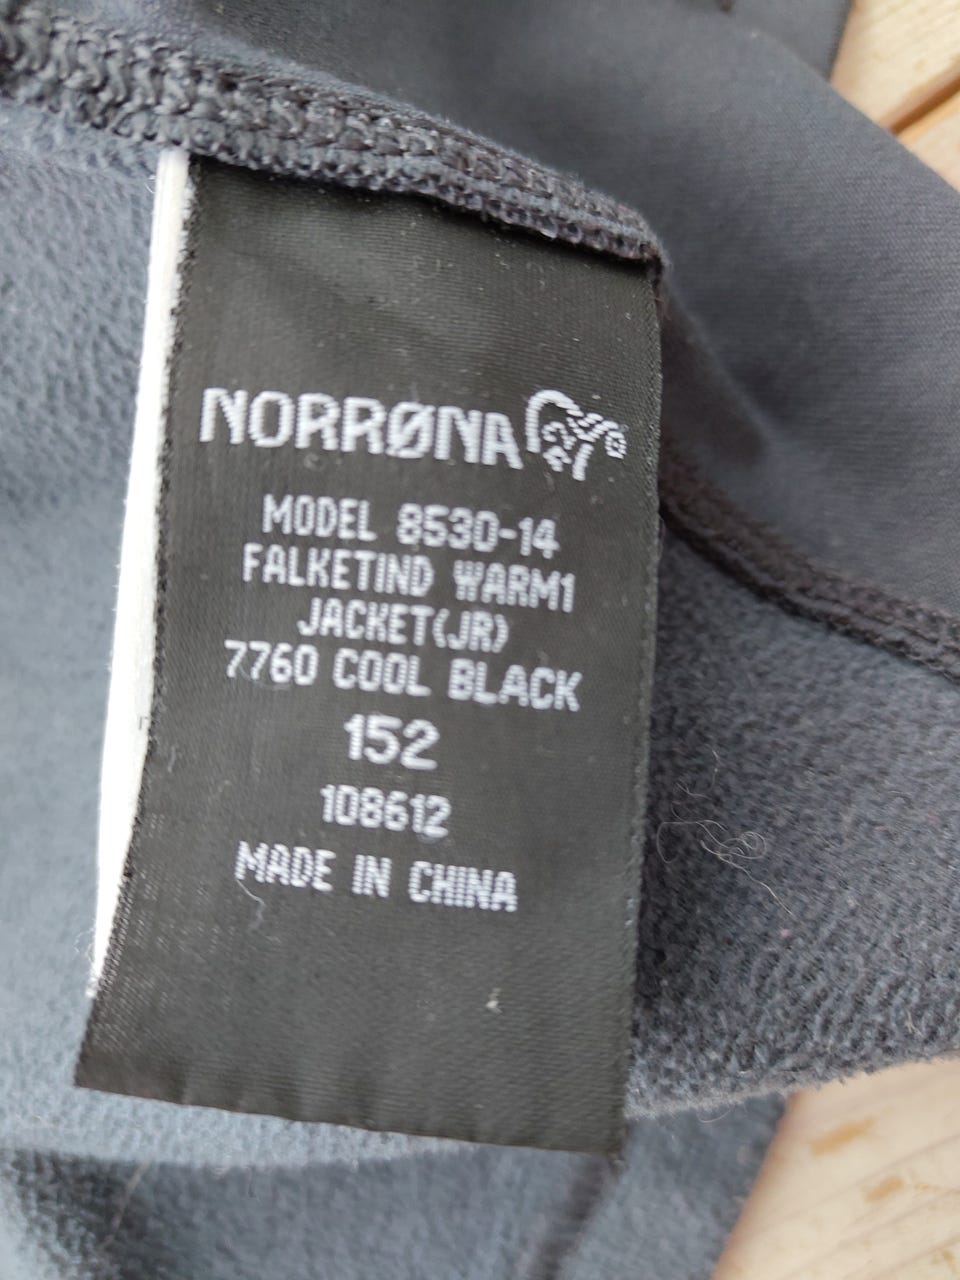 NORRØNA
MODEL 8530-14
FALKETIND WARM1
JACKET(JR)
7760 COOL BLACK
152
108612
MADE IN CHINA